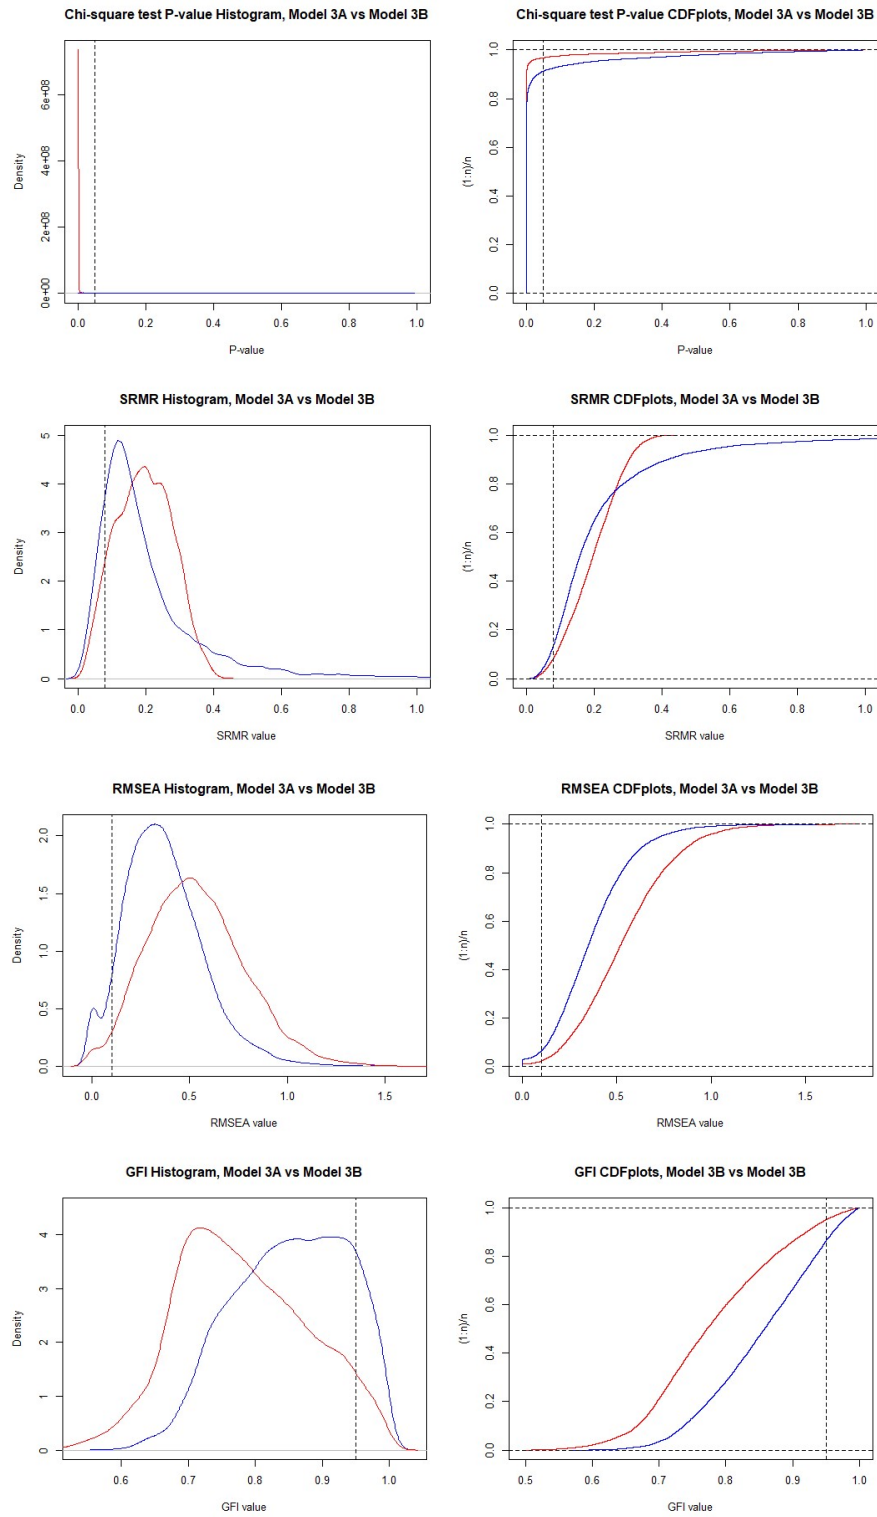 Chi-square test P-value Histogram, Model 3A vs Model 3B
Density
0e+00 2e+08 4e+08 6e+08
0.0 0.2 0.4 0.6 0.8 1.0
P-value
Chi-square test P-value CDFplots, Model 3A vs Model 3B
(1:n)/n
0.0 0.2 0.4 0.6 0.8 1.0
0.0 0.2 0.4 0.6 0.8 1.0
P-value
SRMR Histogram, Model 3A vs Model 3B
Density
0 1 2 3 4 5
0.0 0.2 0.4 0.6 0.8 1.0
SRMR value
SRMR CDFplots, Model 3A vs Model 3B
(1:n)/n
0.0 0.2 0.4 0.6 0.8 1.0
0.0 0.2 0.4 0.6 0.8 1.0
SRMR value
RMSEA Histogram, Model 3A vs Model 3B
Density
0.0 0.5 1.0 1.5 2.0
0.0 0.5 1.0 1.5
RMSEA value
RMSEA CDFplots, Model 3A vs Model 3B
(1:n)/n
0.0 0.2 0.4 0.6 0.8 1.0
0.0 0.5 1.0 1.5
RMSEA value
GFI Histogram, Model 3A vs Model 3B
Density
0 1 2 3 4
0.6 0.7 0.8 0.9 1.0
GFI value
GFI CDFplots, Model 3B vs Model 3B
(1:n)/n
0.0 0.2 0.4 0.6 0.8 1.0
0.5 0.6 0.7 0.8 0.9 1.0
GFI value